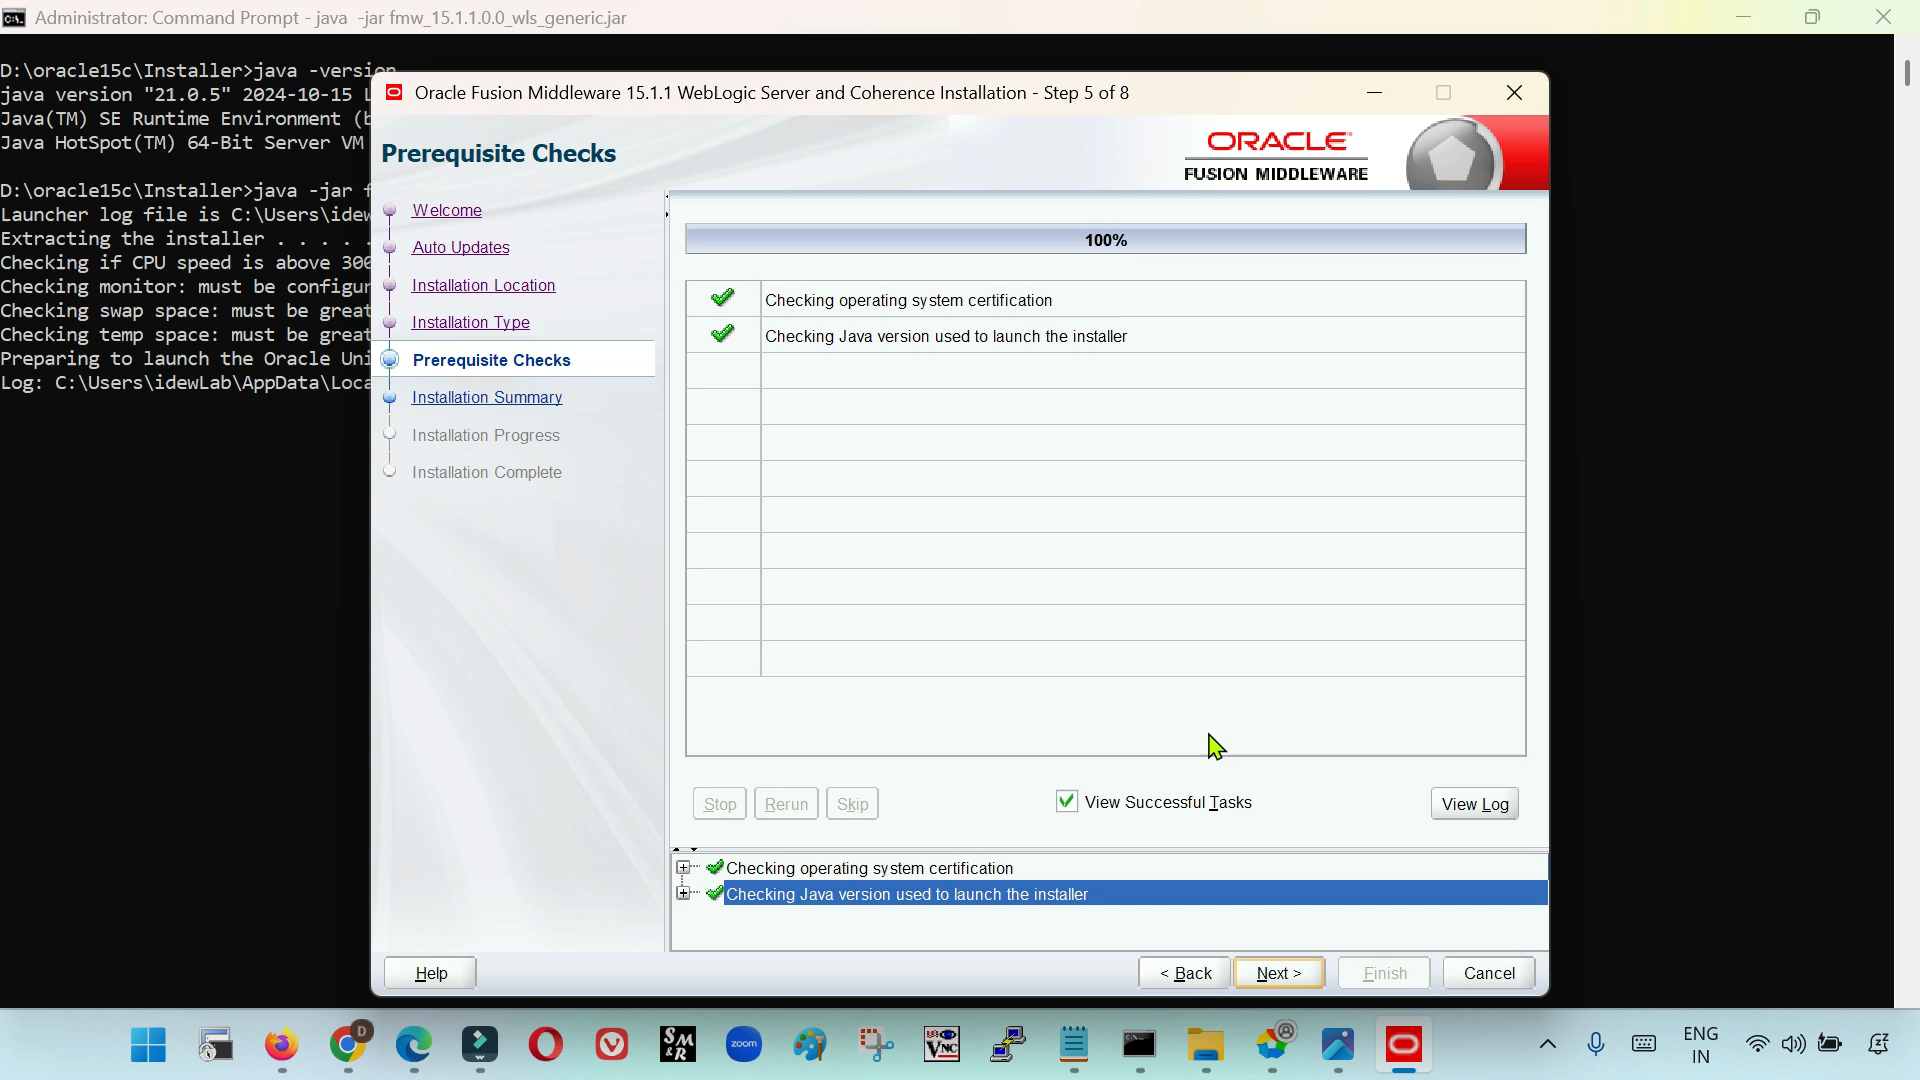 Administrator: Command Prompt - java -jar fmw_15.1.1.0.0_wls_generic.jar
D:\oracle15c\Installer>java -version
java version "21.0.5" 2024-10-15 L
Java(TM) SE Runtime Environment (b
Java HotSpot(TM) 64-Bit Server VM
D:\oracle15c\Installer>java -jar f
Launcher log file is C:\Users\idew
Extracting the installer . . . . .
Checking if CPU speed is above 300
Checking monitor: must be configur
Checking swap space: must be great
Checking temp space: must be great
Preparing to launch the Oracle Uni
Log: C:\Users\idewLab\AppData\Loca
Oracle Fusion Middleware 15.1.1 WebLogic Server and Coherence Installation - Step 5 of 8
Prerequisite Checks
ORACLE
FUSION MIDDLEWARE
Welcome
Auto Updates
Installation Location
Installation Type
Prerequisite Checks
Installation Summary
Installation Progress
Installation Complete
100%
Checking operating system certification
Checking Java version used to launch the installer
Stop
Rerun
Skip
View Successful Tasks
View Log
Checking operating system certification
Checking Java version used to launch the installer
Help
< Back
Next >
Finish
Cancel
D
zoom
SM&R
VNC
ENG
IN